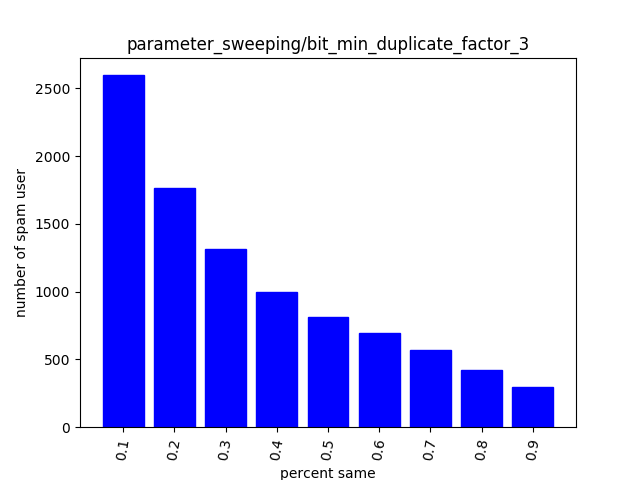 parameter_sweeping/bit_min_duplicate_factor_3
number of spam user
2500
2000
1500
1000
500
0
0.1 0.2 0.3 0.4 0.5 0.6 0.7 0.8 0.9
percent same